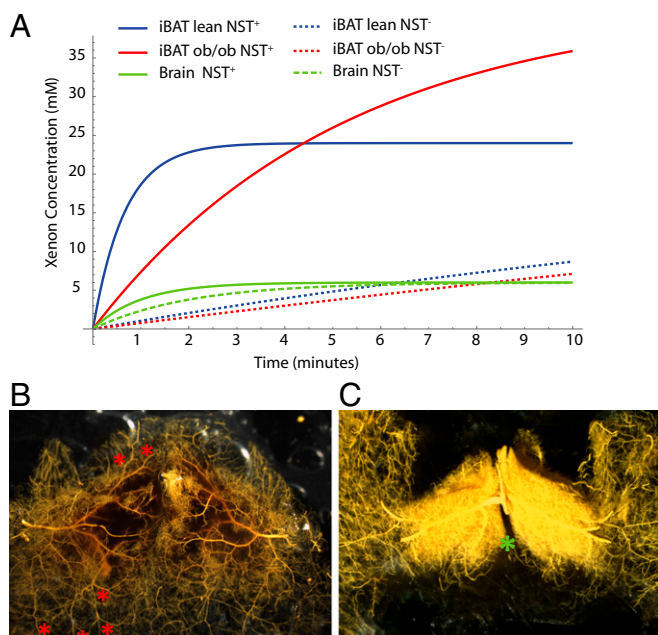 A
iBAT lean NST⁺ iBAT lean NST⁻
iBAT ob/ob NST⁺ iBAT ob/ob NST⁻
Brain NST⁺ Brain NST⁻
Xenon Concentration (mM)
35
30
25
20
15
10
5
1 2 3 4 5 6 7 8 9 10
Time (minutes)
B C
* *
*
*
* * *